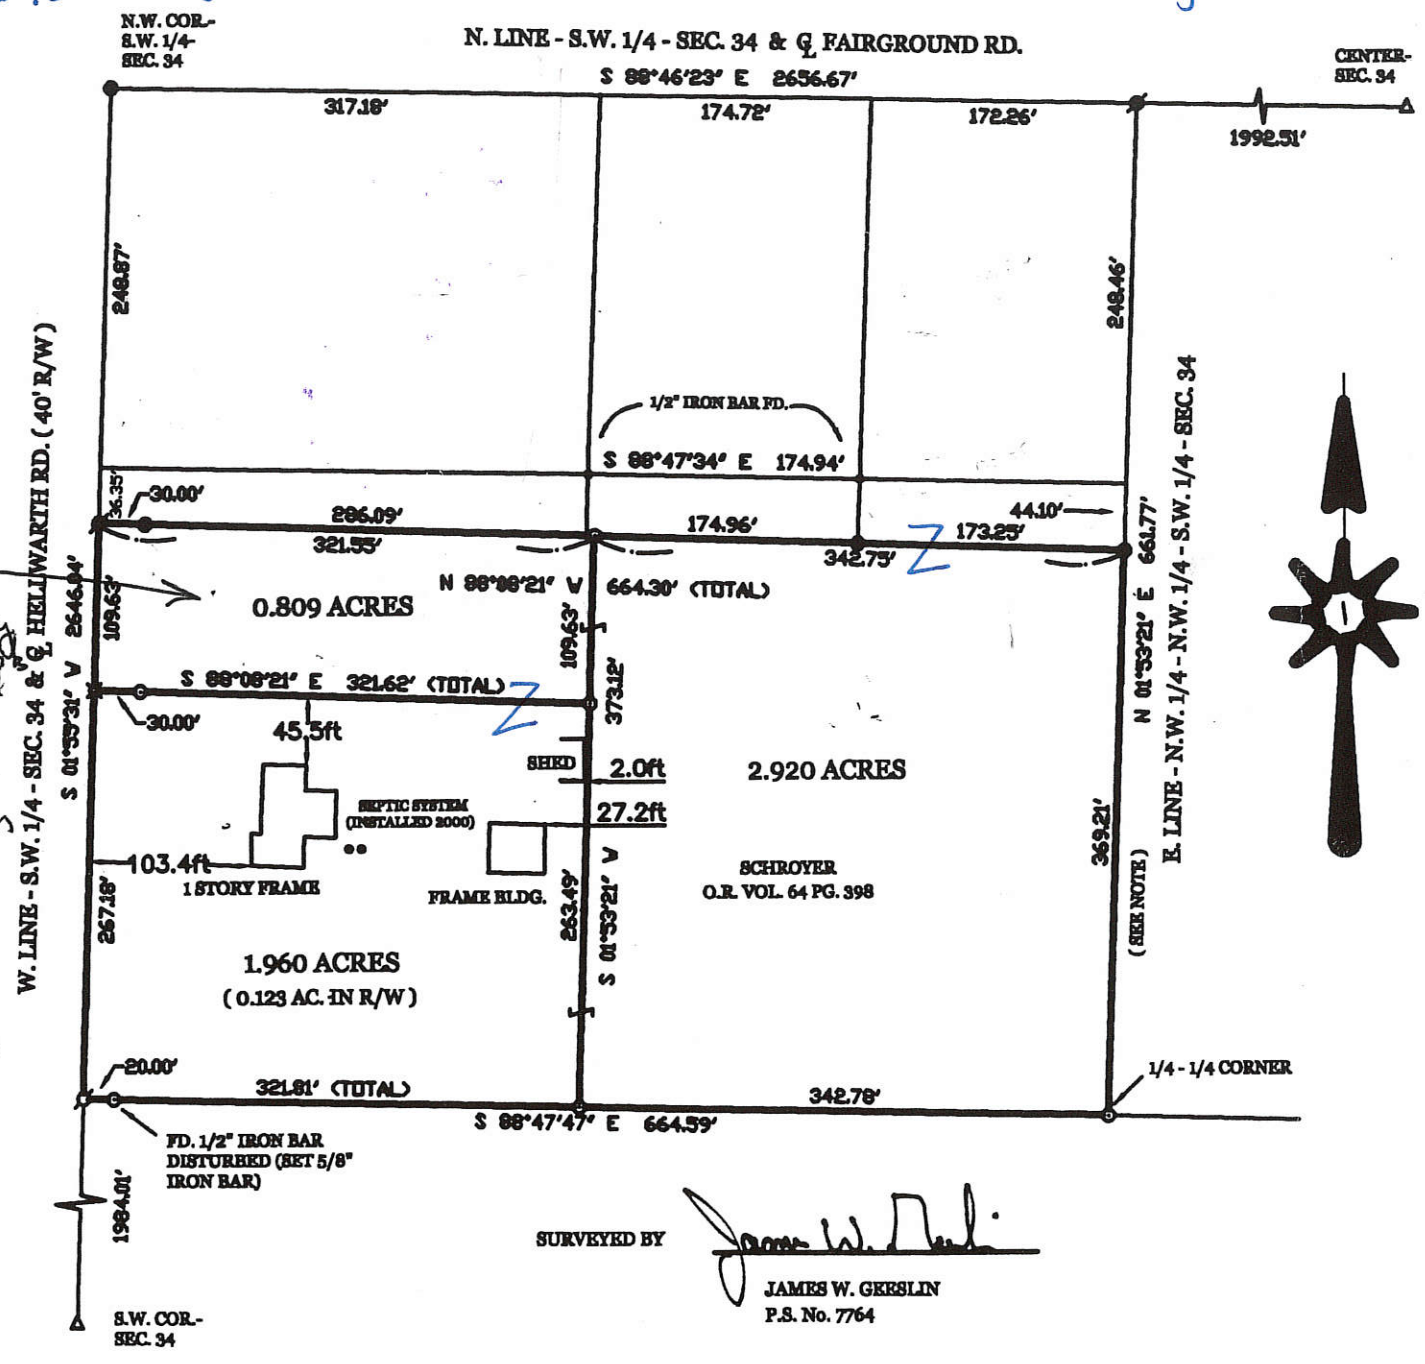 N.W. COR.-
S.W. 1/4-
SEC. 34
N. LINE - S.W. 1/4 - SEC. 34 & ℄ FAIRGROUND RD.
CENTER-
SEC. 34
S 88°46'23" E 2656.67'
317.18'
174.72'
172.26'
1992.51'
248.87'
248.46'
W. LINE - S.W. 1/4 - SEC. 34 & ℄ HELLWARTH RD. ( 40' R/W )
S 01°55'31" W 2646.04'
E. LINE - N.W. 1/4 - N.W. 1/4 - S.W. 1/4 - SEC. 34
N 01°53'21" E 661.77'
(SEE NOTE)
1/2" IRON BAR FD.
S 88°47'34" E 174.94'
36.35'
30.00'
286.09'
321.55'
174.96'
44.10'
173.25'
342.75'
Z
N 88°08'21" W 664.30' (TOTAL)
109.63'
0.809 ACRES
109.63'
S 88°08'21" E 321.62' (TOTAL)
Z
373.12'
30.00'
45.5ft
SHED
2.0ft
2.920 ACRES
SEPTIC SYSTEM
(INSTALLED 2000)
27.2ft
103.4ft
1 STORY FRAME
FRAME BLDG.
SCHROYER
O.R. VOL. 64 PG. 398
369.21'
267.18'
263.49'
S 01°53'21" W
1.960 ACRES
( 0.123 AC. IN R/W )
20.00'
321.81' (TOTAL)
342.78'
1/4 - 1/4 CORNER
S 88°47'47" E 664.59'
FD. 1/2" IRON BAR
DISTURBED (SET 5/8"
IRON BAR)
1984.01'
SURVEYED BY
James W. Geeslin
JAMES W. GEESLIN
P.S. No. 7764
S.W. COR.-
SEC. 34